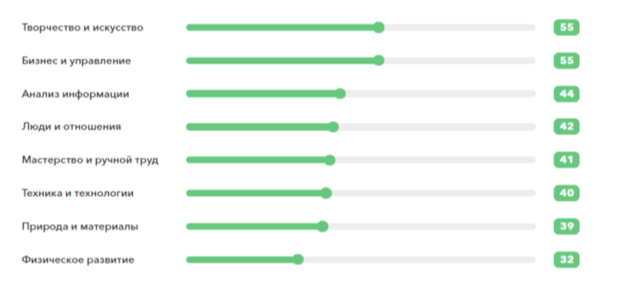 Творчество и искусство 55
Бизнес и управление 55
Анализ информации 44
Люди и отношения 42
Мастерство и ручной труд 41
Техника и технологии 40
Природа и материалы 39
Физическое развитие 32